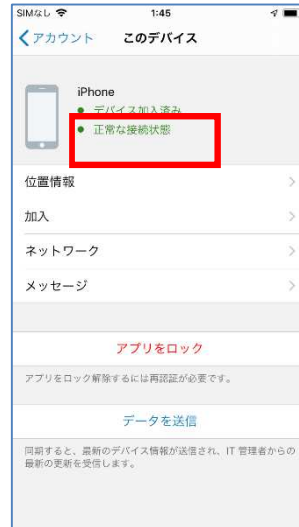 SIMなし 1:45
アカウント このデバイス
iPhone
デバイス加入済み
正常な接続状態
位置情報
加入
ネットワーク
メッセージ
アプリをロック
アプリをロック解除するには再認証が必要です。
データを送信
同期すると、最新のデバイス情報が送信され、IT 管理者からの
最新の更新を受信します。